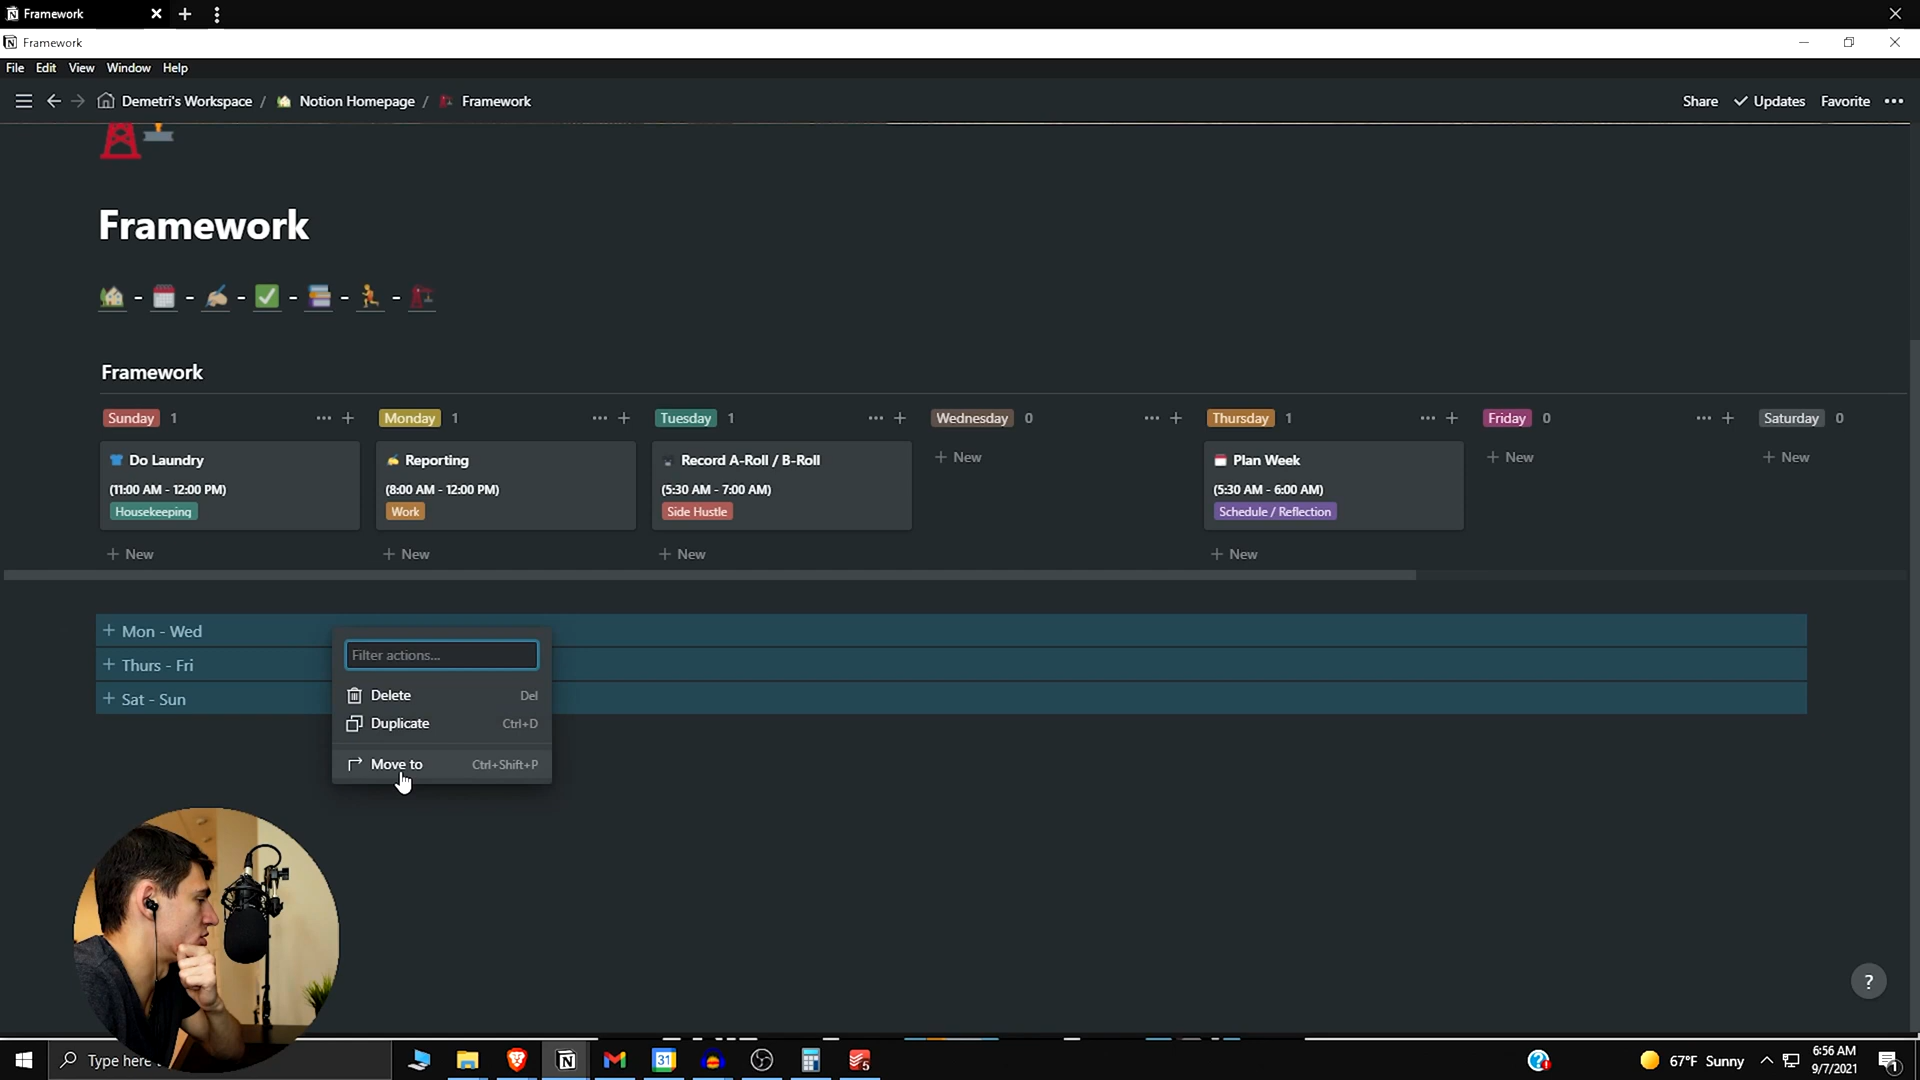 Framework
Framework
File Edit View Window Help
Demetri's Workspace / Notion Homepage / Framework
Share Updates Favorite
Framework
- - - - - -
Framework
Sunday 1 Monday 1 Tuesday 1 Wednesday 0 Thursday 1 Friday 0 Saturday 0
Do Laundry
(11:00 AM - 12:00 PM)
Housekeeping
+ New
Reporting
(8:00 AM - 12:00 PM)
Work
+ New
Record A-Roll / B-Roll
(5:30 AM - 7:00 AM)
Side Hustle
+ New
+ New
Plan Week
(5:30 AM - 6:00 AM)
Schedule / Reflection
+ New
+ New
+ New
+ Mon - Wed
+ Thurs - Fri
+ Sat - Sun
Filter actions...
Delete Del
Duplicate Ctrl+D
Move to Ctrl+Shift+P
?
Type here
31
5
67°F Sunny
6:56 AM
9/7/2021
1